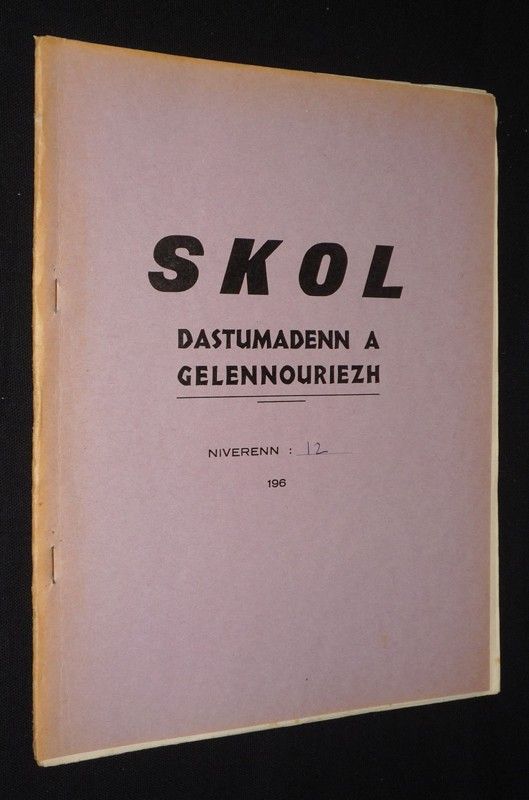 SKOL
DASTUMADENN A
GELENNOURIEZH
NIVERENN : 12
196